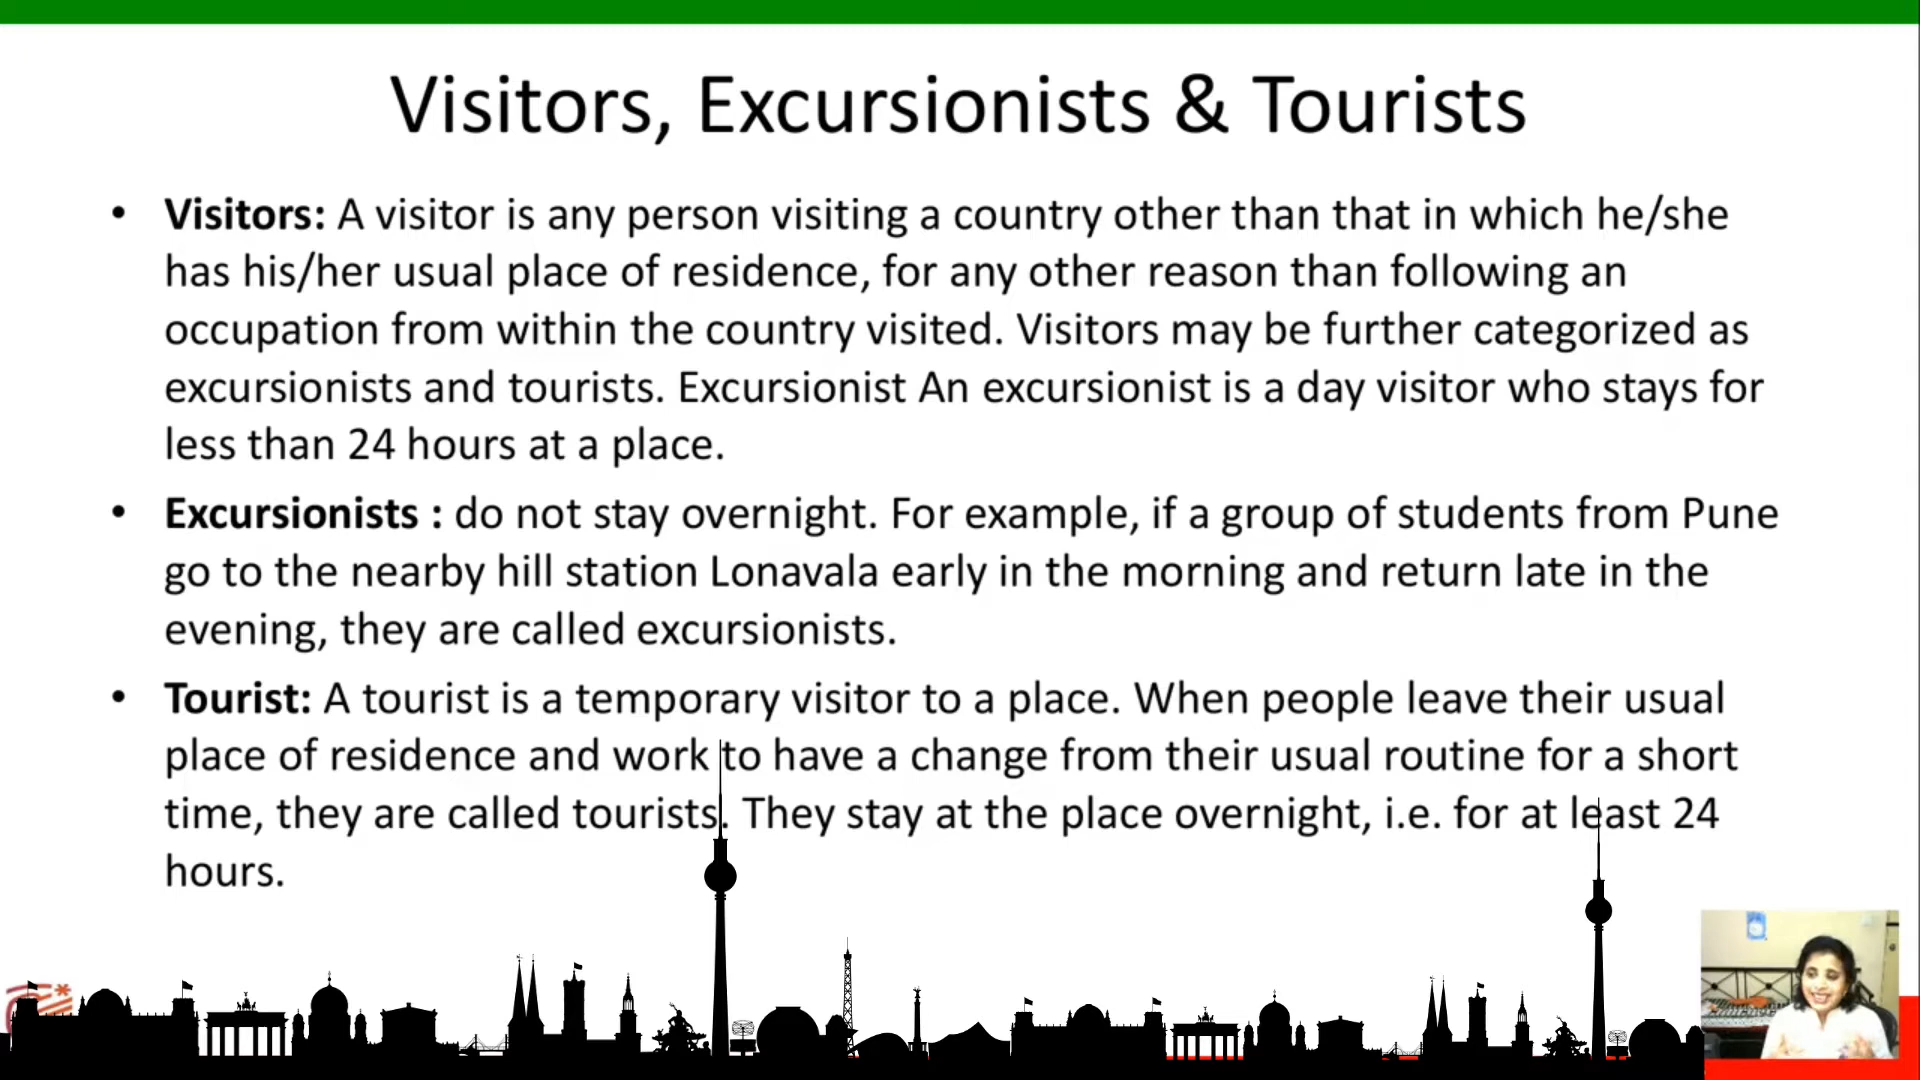 Visitors, Excursionists & Tourists
• Visitors: A visitor is any person visiting a country other than that in which he/she
has his/her usual place of residence, for any other reason than following an
occupation from within the country visited. Visitors may be further categorized as
excursionists and tourists. Excursionist An excursionist is a day visitor who stays for
less than 24 hours at a place.
• Excursionists : do not stay overnight. For example, if a group of students from Pune
go to the nearby hill station Lonavala early in the morning and return late in the
evening, they are called excursionists.
• Tourist: A tourist is a temporary visitor to a place. When people leave their usual
place of residence and work to have a change from their usual routine for a short
time, they are called tourists. They stay at the place overnight, i.e. for at least 24
hours.